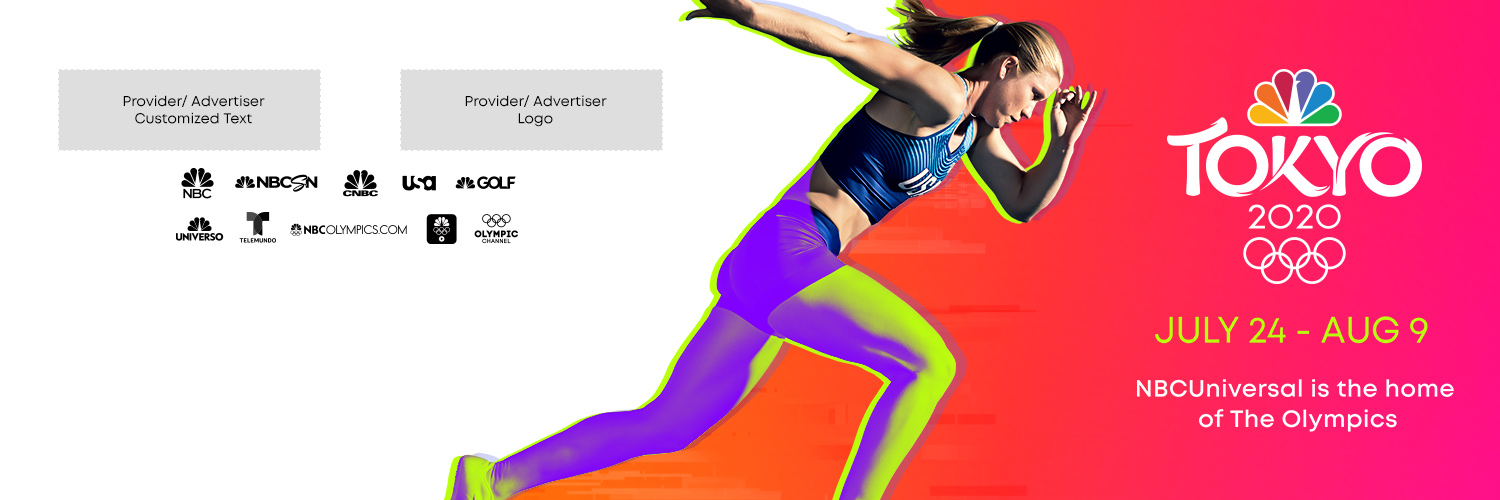 Provider/ Advertiser
Customized Text
Provider/ Advertiser
Logo
NBC
NBCSN
CNBC
USA
GOLF
UNIVERSO
TELEMUNDO
NBCOLYMPICS.COM
OLYMPIC
CHANNEL
US
TOKYO
2020
JULY 24 - AUG 9
NBCUniversal is the home
of The Olympics